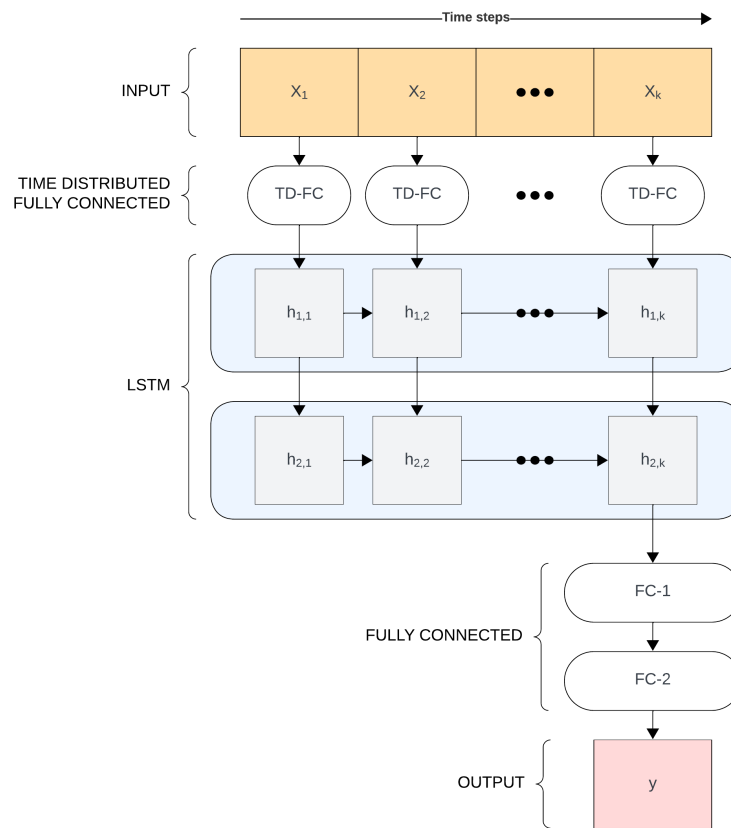 Time steps
INPUT
X₁
X₂
Xₖ
TIME DISTRIBUTED
FULLY CONNECTED
TD-FC
TD-FC
TD-FC
LSTM
h₁,₁
h₁,₂
h₁,ₖ
h₂,₁
h₂,₂
h₂,ₖ
FULLY CONNECTED
FC-1
FC-2
OUTPUT
y